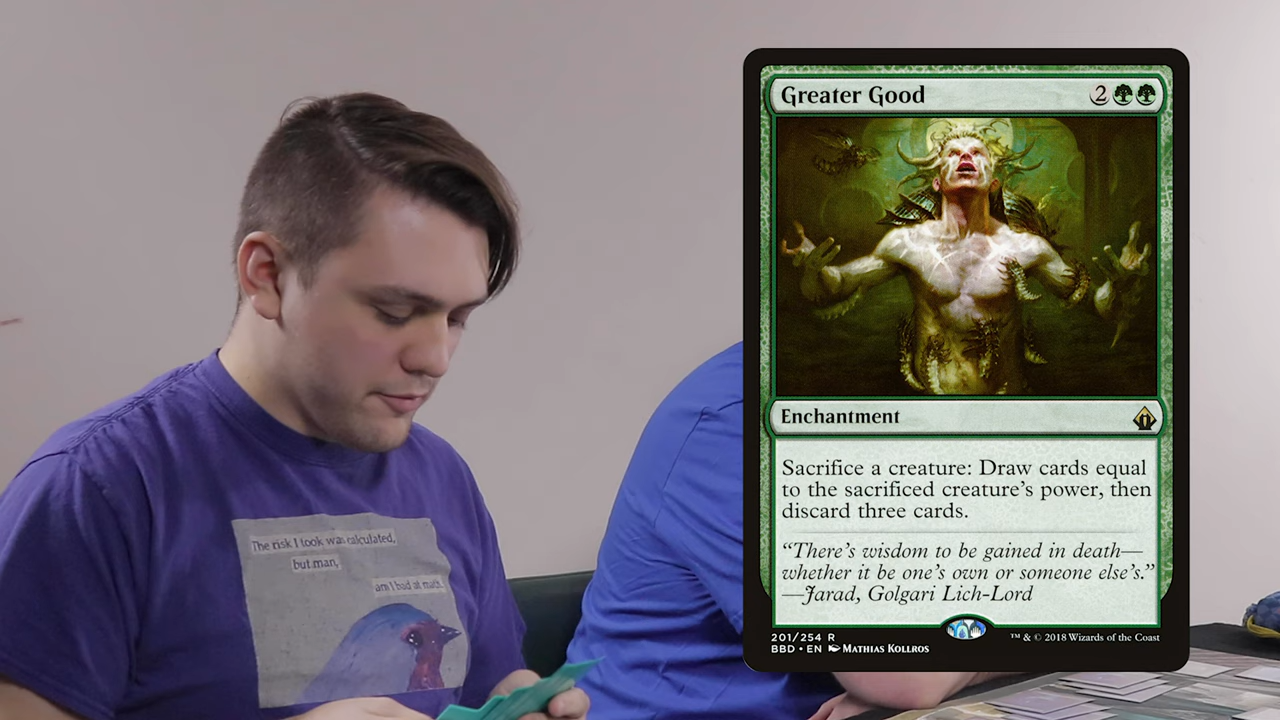 The risk I took was calculated,
but man,
am I bad at math.
Greater Good 2
Enchantment
Sacrifice a creature: Draw cards equal
to the sacrificed creature's power, then
discard three cards.
“There's wisdom to be gained in death—
whether it be one's own or someone else's.”
—Jarad, Golgari Lich-Lord
201/254 R
BBD • EN Mathias Kollros
™ & © 2018 Wizards of the Coast